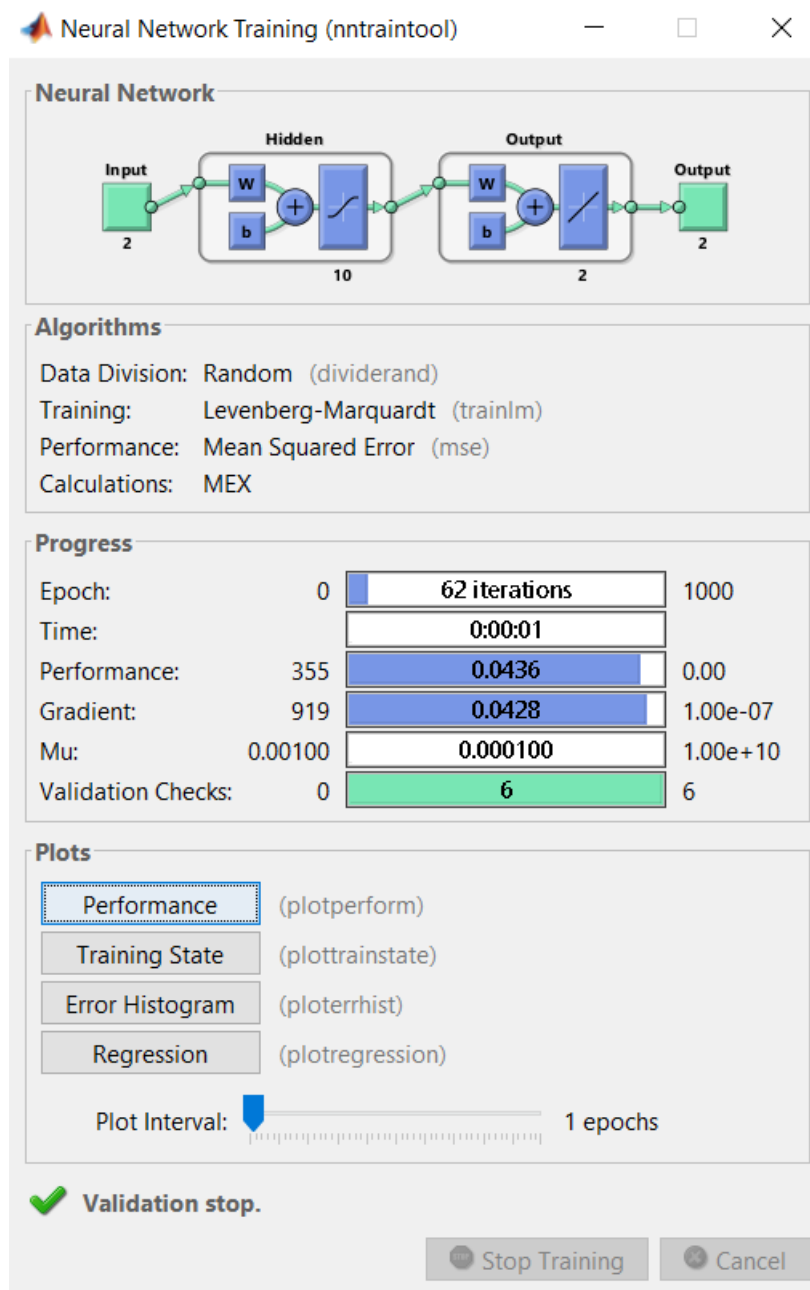 Neural Network Training (nntraintool)
Neural Network
Hidden Output
Input Output
W W
b b
2 2
10 2
Algorithms
Data Division: Random (dividerand)
Training: Levenberg-Marquardt (trainlm)
Performance: Mean Squared Error (mse)
Calculations: MEX
Progress
Epoch: 0 62 iterations 1000
Time: 0:00:01
Performance: 355 0.0436 0.00
Gradient: 919 0.0428 1.00e-07
Mu: 0.00100 0.000100 1.00e+10
Validation Checks: 0 6 6
Plots
Performance (plotperform)
Training State (plottrainstate)
Error Histogram (ploterrhist)
Regression (plotregression)
Plot Interval: 1 epochs
Validation stop.
Stop Training Cancel